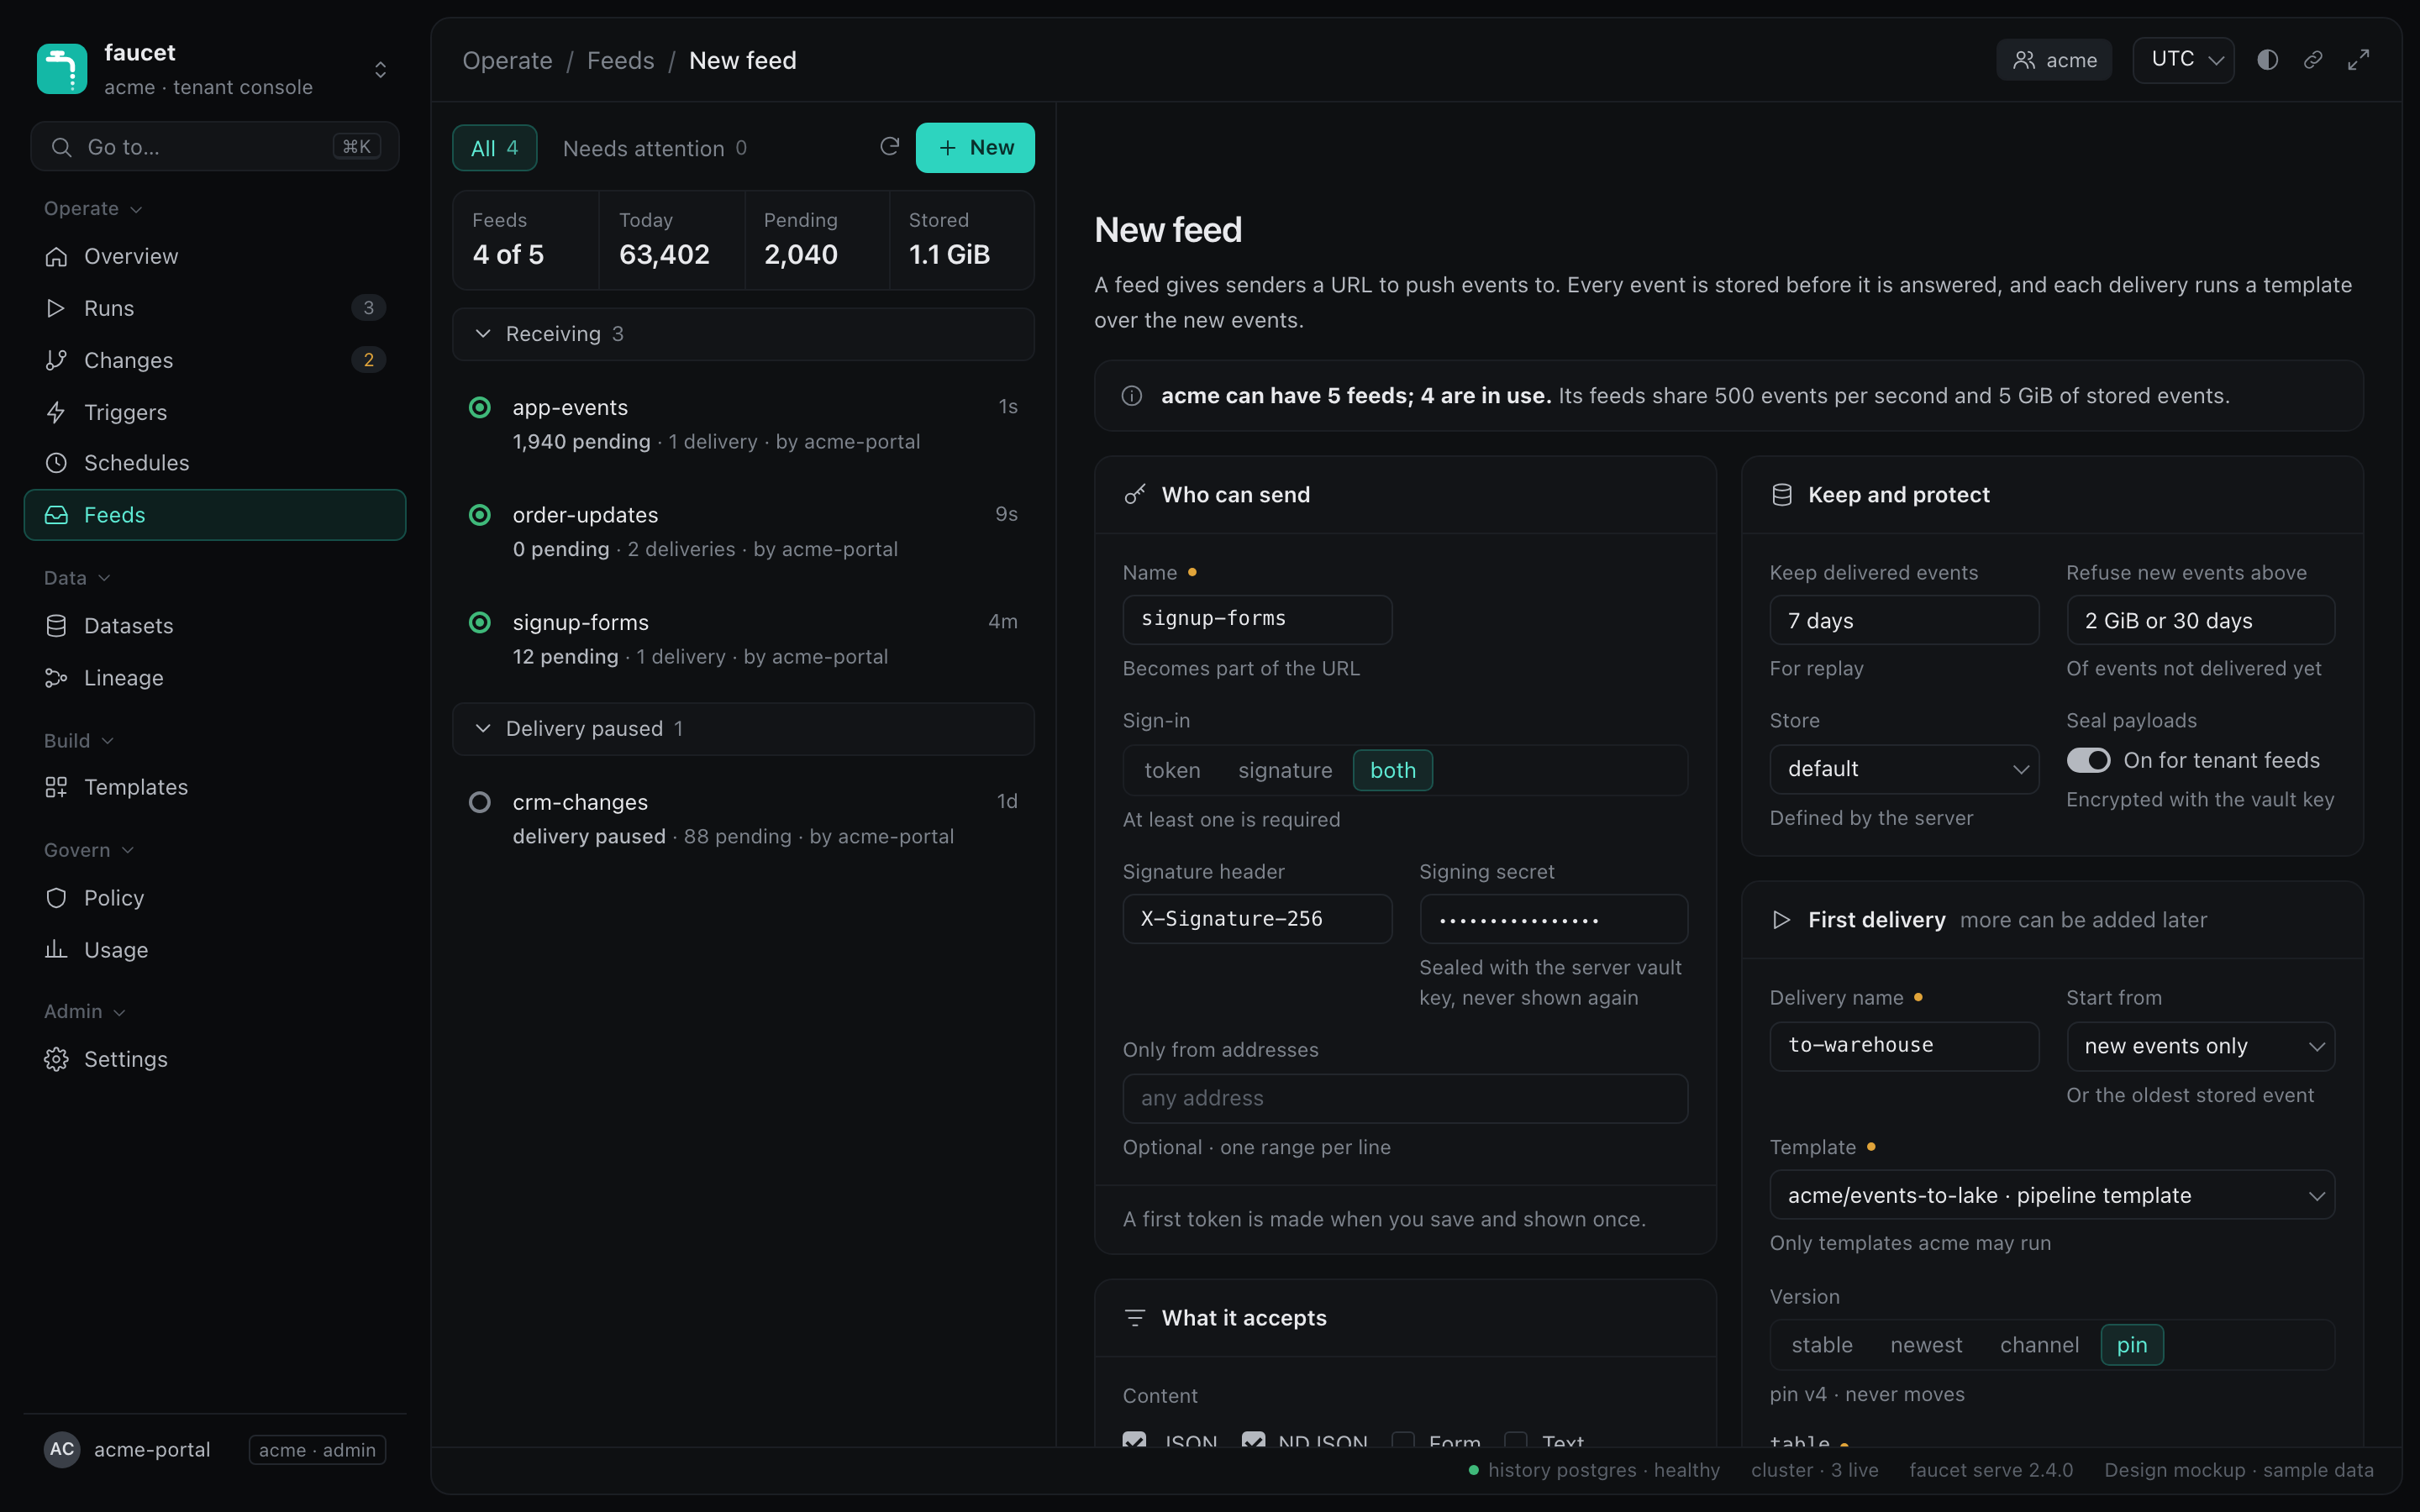 faucet
acme · tenant console
Go to...
⌘K
Operate
Overview
Runs 3
Changes 2
Triggers
Schedules
Feeds
Data
Datasets
Lineage
Build
Templates
Govern
Policy
Usage
Admin
Settings
AC acme-portal acme · admin
Operate / Feeds / New feed
acme UTC
All 4 Needs attention 0 New
Feeds Today Pending Stored
4 of 5 63,402 2,040 1.1 GiB
Receiving 3
app-events 1s
1,940 pending · 1 delivery · by acme-portal
order-updates 9s
0 pending · 2 deliveries · by acme-portal
signup-forms 4m
12 pending · 1 delivery · by acme-portal
Delivery paused 1
crm-changes 1d
delivery paused · 88 pending · by acme-portal
New feed
A feed gives senders a URL to push events to. Every event is stored before it is answered, and each delivery runs a template
over the new events.
acme can have 5 feeds; 4 are in use. Its feeds share 500 events per second and 5 GiB of stored events.
Who can send
Name
signup-forms
Becomes part of the URL
Sign-in
token signature both
At least one is required
Signature header Signing secret
X-Signature-256 ••••••••••••••••
Sealed with the server vault
key, never shown again
Only from addresses
any address
Optional · one range per line
A first token is made when you save and shown once.
What it accepts
Content
JSON NDJSON Form Text
Keep and protect
Keep delivered events Refuse new events above
7 days 2 GiB or 30 days
For replay Of events not delivered yet
Store Seal payloads
default On for tenant feeds
Defined by the server Encrypted with the vault key
First delivery more can be added later
Delivery name Start from
to-warehouse new events only
Or the oldest stored event
Template
acme/events-to-lake · pipeline template
Only templates acme may run
Version
stable newest channel pin
pin v4 · never moves
table
history postgres · healthy cluster · 3 live faucet serve 2.4.0 Design mockup · sample data